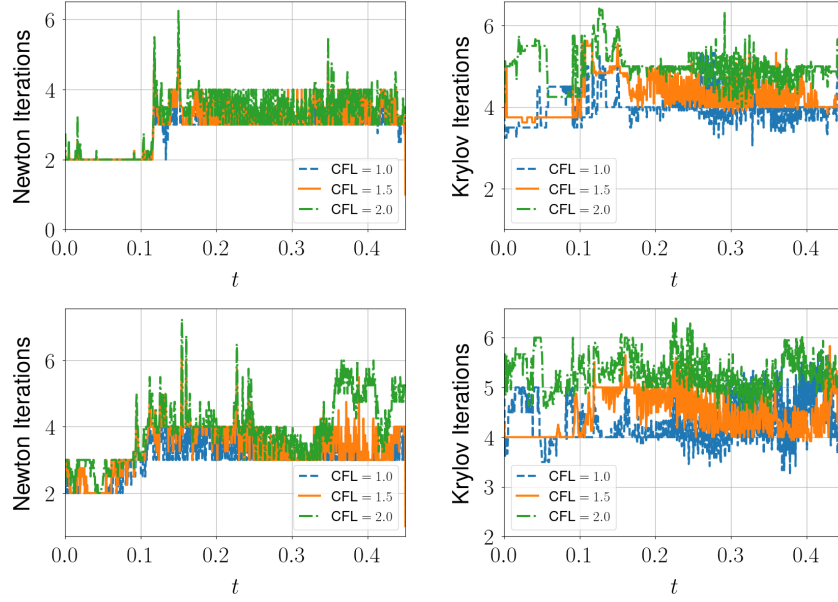 Newton Iterations
6
4
2
0
0.0 0.1 0.2 0.3 0.4
t
CFL = 1.0
CFL = 1.5
CFL = 2.0
Krylov Iterations
6
4
2
0.0 0.1 0.2 0.3 0.4
t
CFL = 1.0
CFL = 1.5
CFL = 2.0
Newton Iterations
6
4
2
0.0 0.1 0.2 0.3 0.4
t
CFL = 1.0
CFL = 1.5
CFL = 2.0
Krylov Iterations
6
5
4
3
2
0.0 0.1 0.2 0.3 0.4
t
CFL = 1.0
CFL = 1.5
CFL = 2.0